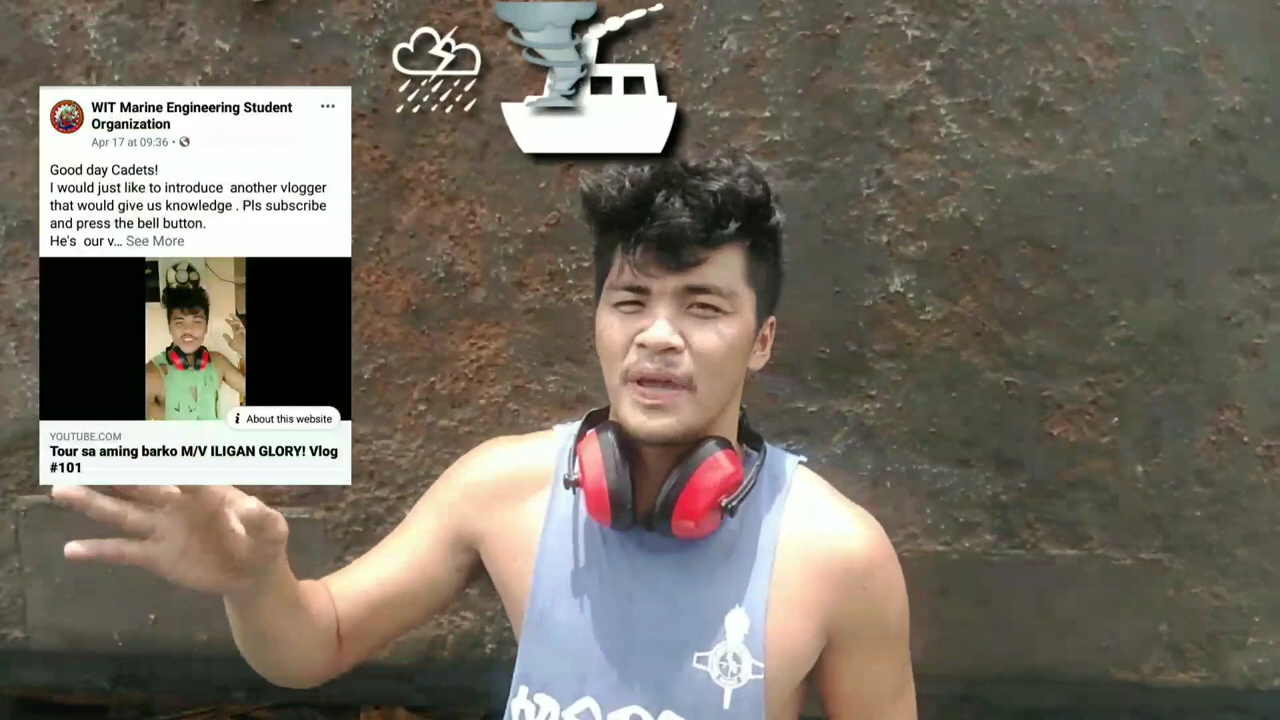 WIT Marine Engineering Student
Organization
Apr 17 at 09:36
Good day Cadets!
I would just like to introduce another vlogger
that would give us knowledge . Pls subscribe
and press the bell button.
He's our v... See More
About this website
YOUTUBE.COM
Tour sa aming barko M/V ILIGAN GLORY! Vlog
#101